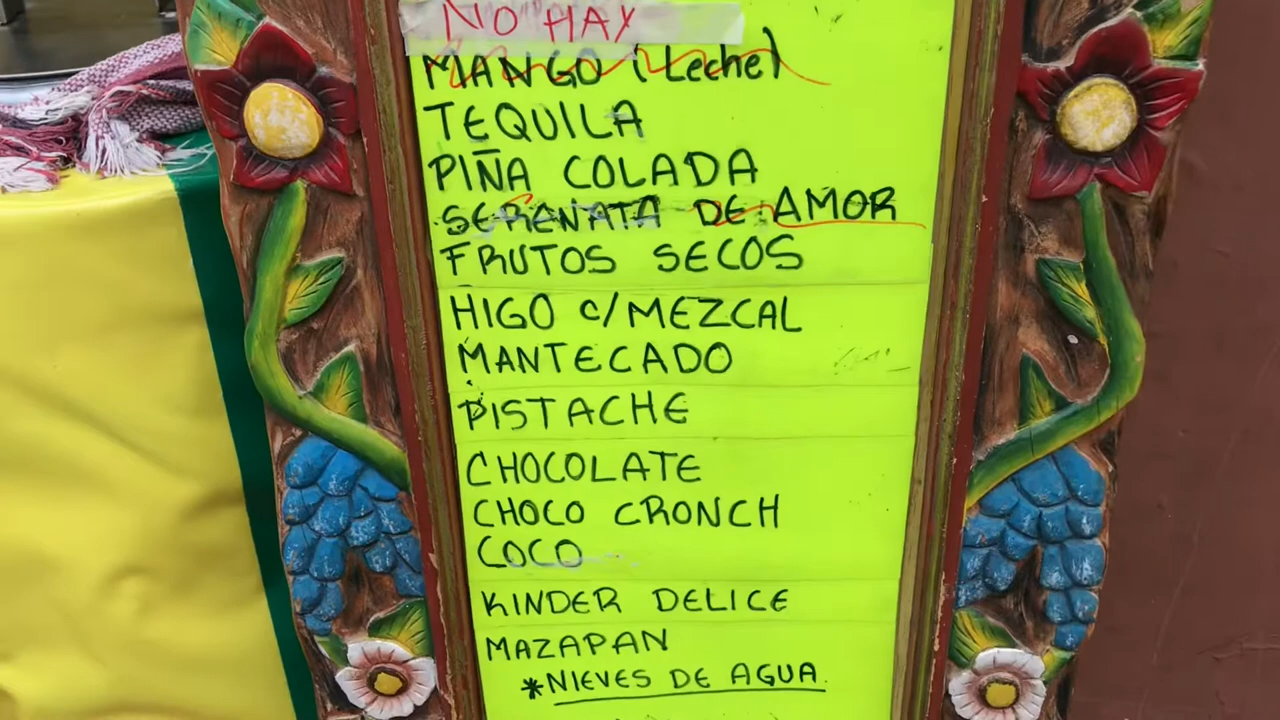 NO HAY
MANGO (Leche)
TEQUILA
PIÑA COLADA
SERENATA DE AMOR
FRUTOS SECOS
HIGO c/MEZCAL
MANTECADO
PISTACHE
CHOCOLATE
CHOCO CRONCH
COCO
KINDER DELICE
MAZAPAN
*NIEVES DE AGUA.